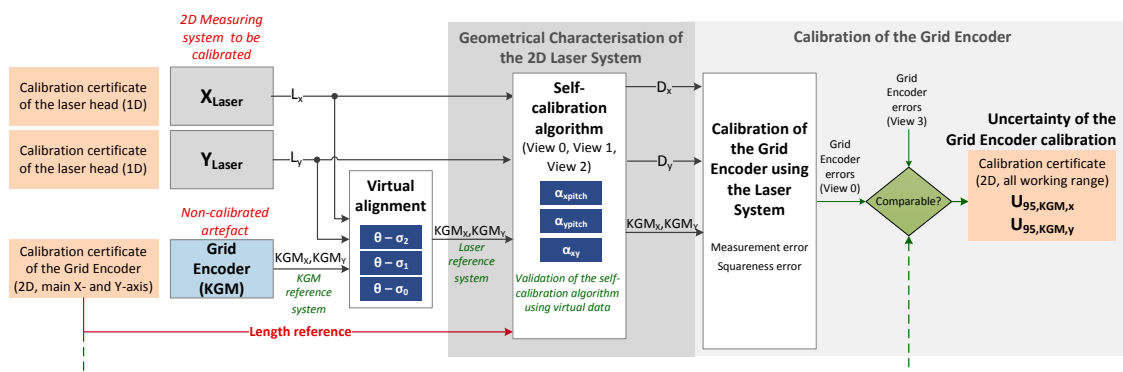 2D Measuring
system to be
calibrated
Geometrical Characterisation of
the 2D Laser System
Calibration of the Grid Encoder
Calibration certificate
of the laser head (1D)
X Laser
Lx
Calibration certificate
of the laser head (1D)
Y Laser
Ly
Non-calibrated
artefact
Calibration certificate
of the Grid Encoder
(2D, main X- and Y-axis)
Grid
Encoder
(KGM)
KGMX,KGMY
KGM
reference
system
Virtual
alignment
θ – σ2
θ – σ1
θ – σ0
KGMX,KGMY
Laser
reference
system
Length reference
Self-
calibration
algorithm
(View 0, View 1,
View 2)
αxpitch
αypitch
αxy
Validation of the self-
calibration algorithm
using virtual data
Dx
Dy
KGMX,KGMY
Calibration of
the Grid
Encoder using
the Laser
System
Measurement error
Squareness error
Grid
Encoder
errors
(View 0)
Grid
Encoder
errors
(View 3)
Comparable?
Uncertainty of the
Grid Encoder calibration
Calibration certificate
(2D, all working range)
U95,KGM,x
U95,KGM,y